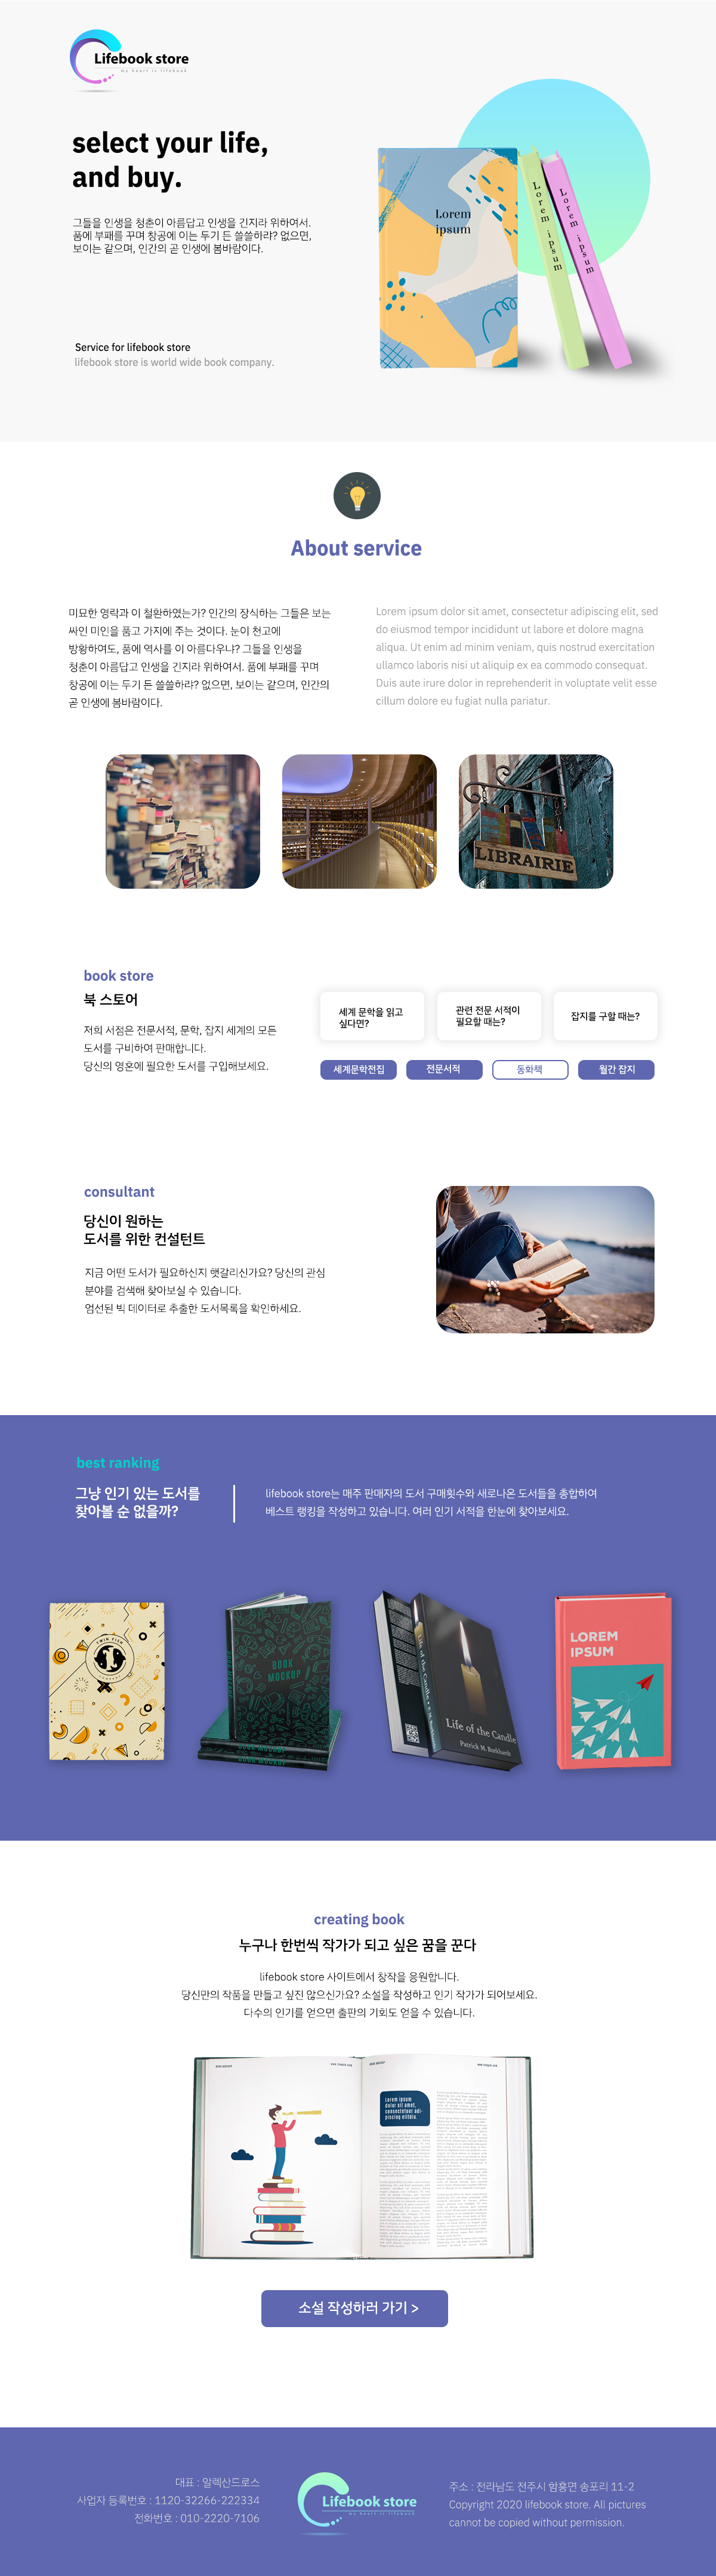 Lifebook store
my heart is lifebook
select your life,
and buy.
그들을 인생을 청춘이 아름답고 인생을 긴지라 위하여서.
품에 부패를 꾸며 창공에 이는 두기 든 쓸쓸하랴? 없으면,
보이는 같으며, 인간의 곧 인생에 봄바람이다.
Service for lifebook store
lifebook store is world wide book company.
Lorem
ipsum
Lorem ipsum
Lorem ipsum
About service
미묘한 영락과 이 철환하였는가? 인간의 장식하는 그들은 보는
싸인 미인을 품고 가지에 주는 것이다. 눈이 천고에
방황하여도, 품에 역사를 이 아름다우냐? 그들을 인생을
청춘이 아름답고 인생을 긴지라 위하여서. 품에 부패를 꾸며
창공에 이는 두기 든 쓸쓸하랴? 없으면, 보이는 같으며, 인간의
곧 인생에 봄바람이다.
Lorem ipsum dolor sit amet, consectetur adipiscing elit, sed
do eiusmod tempor incididunt ut labore et dolore magna
aliqua. Ut enim ad minim veniam, quis nostrud exercitation
ullamco laboris nisi ut aliquip ex ea commodo consequat.
Duis aute irure dolor in reprehenderit in voluptate velit esse
cillum dolore eu fugiat nulla pariatur.
LIBRAIRIE
book store
북 스토어
저희 서점은 전문서적, 문학, 잡지 세계의 모든
도서를 구비하여 판매합니다.
당신의 영혼에 필요한 도서를 구입해보세요.
세계 문학을 읽고
싶다면?
관련 전문 서적이
필요할 때는?
잡지를 구할 때는?
세계문학전집
전문서적
동화책
월간 잡지
consultant
당신이 원하는
도서를 위한 컨설턴트
지금 어떤 도서가 필요하신지 햇갈리신가요? 당신의 관심
분야를 검색해 찾아보실 수 있습니다.
엄선된 빅 데이터로 추출한 도서목록을 확인하세요.
best ranking
그냥 인기 있는 도서를
찾아볼 순 없을까?
lifebook store는 매주 판매자의 도서 구매횟수와 새로나온 도서들을 총합하여
베스트 랭킹을 작성하고 있습니다. 여러 인기 서적을 한눈에 찾아보세요.
TWIN FISH
BOOK
MOCKUP
BOOK MOCKUP
BOOK MOCKUP
Life of the Candle
Life of the Candle
Patrick M. Borkhardt
LOREM
IPSUM
creating book
누구나 한번씩 작가가 되고 싶은 꿈을 꾼다
lifebook store 사이트에서 창작을 응원합니다.
당신만의 작품을 만들고 싶진 않으신가요? 소설을 작성하고 인기 작가가 되어보세요.
다수의 인기를 얻으면 출판의 기회도 얻을 수 있습니다.
Lorem ipsum
dolor sit amet,
consectetuer adi-
piscing elitdia.
소설 작성하러 가기 >
대표 : 알렉산드로스
사업자 등록번호 : 1120-32266-222334
전화번호 : 010-2220-7106
Lifebook store
my heart is lifebook
주소 : 전라남도 전주시 함흥면 송포리 11-2
Copyright 2020 lifebook store. All pictures
cannot be copied without permission.